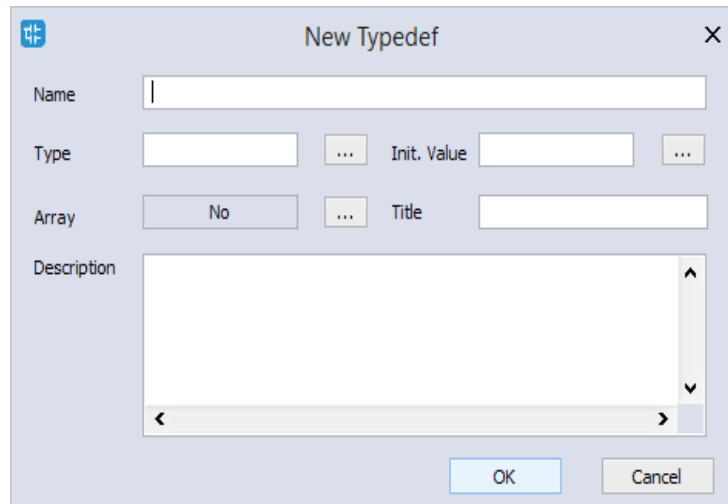 New Typedef X
Name
Type ... Init. Value ...
Array No ... Title
Description
OK Cancel